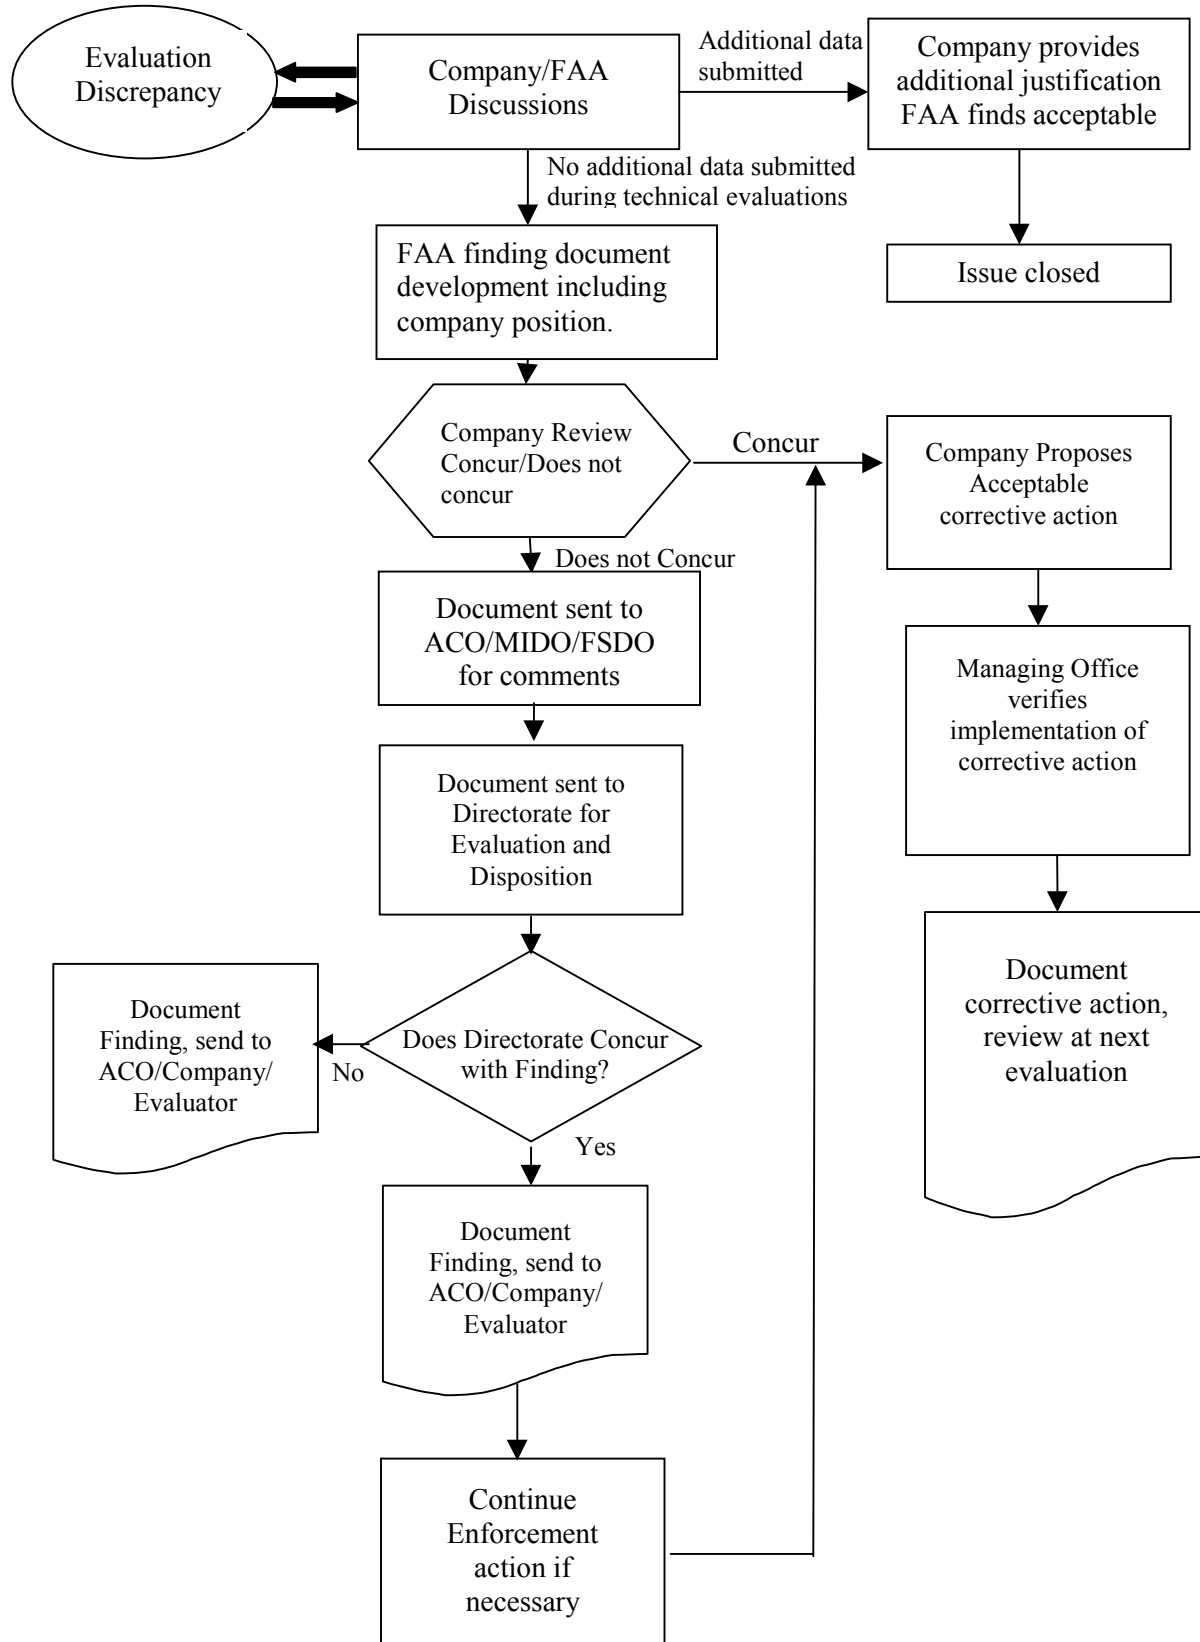 Evaluation
Discrepancy
Company/FAA
Discussions
Additional data
submitted
Company provides
additional justification
FAA finds acceptable
No additional data submitted
during technical evaluations
Issue closed
FAA finding document
development including
company position.
Company Review
Concur/Does not
concur
Concur
Company Proposes
Acceptable
corrective action
Does not Concur
Document sent to
ACO/MIDO/FSDO
for comments
Managing Office
verifies
implementation of
corrective action
Document sent to
Directorate for
Evaluation and
Disposition
Document
corrective action,
review at next
evaluation
Does Directorate Concur
with Finding?
No
Document
Finding, send to
ACO/Company/
Evaluator
Yes
Document
Finding, send to
ACO/Company/
Evaluator
Continue
Enforcement
action if
necessary